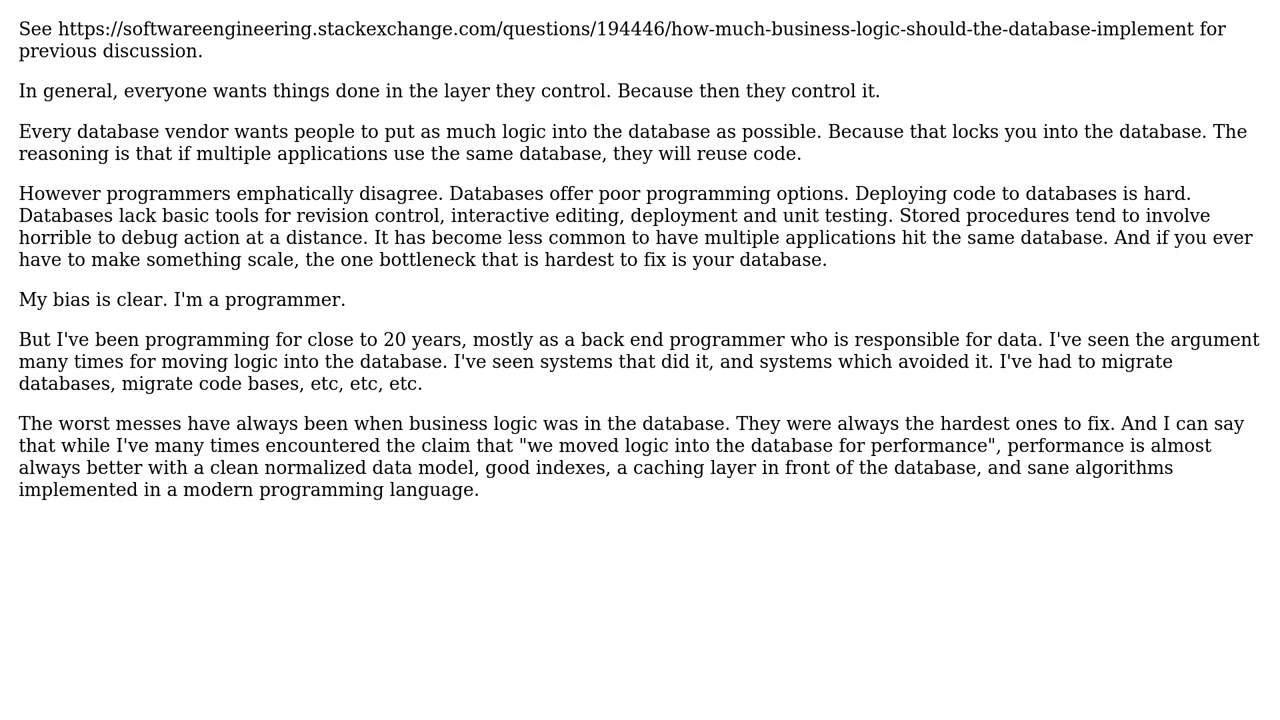 See https://softwareengineering.stackexchange.com/questions/194446/how-much-business-logic-should-the-database-implement for
previous discussion.
In general, everyone wants things done in the layer they control. Because then they control it.
Every database vendor wants people to put as much logic into the database as possible. Because that locks you into the database. The
reasoning is that if multiple applications use the same database, they will reuse code.
However programmers emphatically disagree. Databases offer poor programming options. Deploying code to databases is hard.
Databases lack basic tools for revision control, interactive editing, deployment and unit testing. Stored procedures tend to involve
horrible to debug action at a distance. It has become less common to have multiple applications hit the same database. And if you ever
have to make something scale, the one bottleneck that is hardest to fix is your database.
My bias is clear. I'm a programmer.
But I've been programming for close to 20 years, mostly as a back end programmer who is responsible for data. I've seen the argument
many times for moving logic into the database. I've seen systems that did it, and systems which avoided it. I've had to migrate
databases, migrate code bases, etc, etc, etc.
The worst messes have always been when business logic was in the database. They were always the hardest ones to fix. And I can say
that while I've many times encountered the claim that "we moved logic into the database for performance", performance is almost
always better with a clean normalized data model, good indexes, a caching layer in front of the database, and sane algorithms
implemented in a modern programming language.